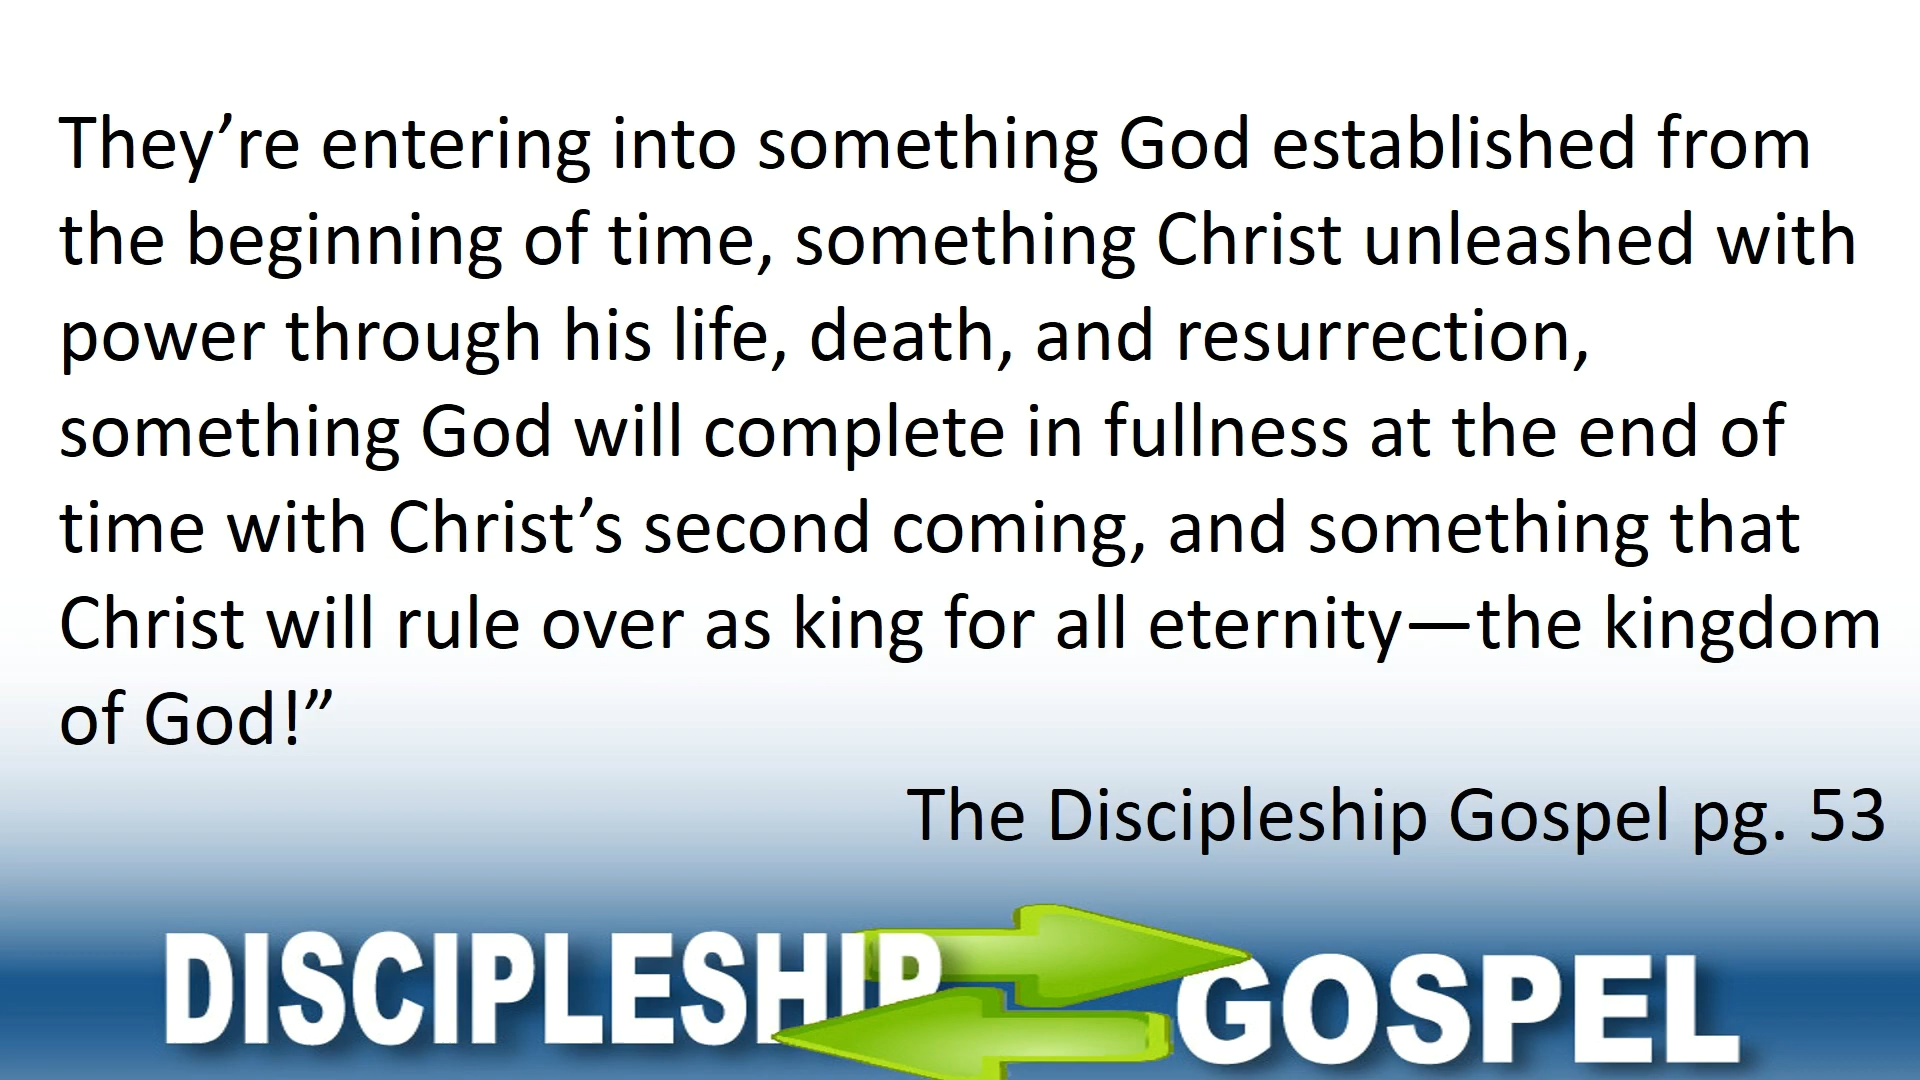 They’re entering into something God established from
the beginning of time, something Christ unleashed with
power through his life, death, and resurrection,
something God will complete in fullness at the end of
time with Christ’s second coming, and something that
Christ will rule over as king for all eternity—the kingdom
of God!”
The Discipleship Gospel pg. 53
DISCIPLESHIP
GOSPEL